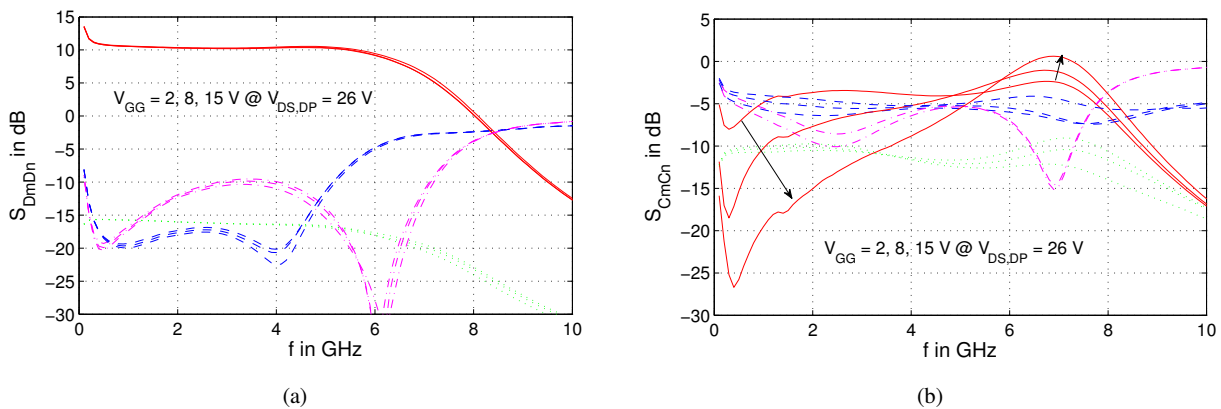 15
10
5
0
−5
−10
−15
−20
−25
−30
S_DmDn in dB
V_GG = 2, 8, 15 V @ V_DS,DP = 26 V
0 2 4 6 8 10
f in GHz
(a)
5
0
−5
−10
−15
−20
−25
−30
S_CmCn in dB
V_GG = 2, 8, 15 V @ V_DS,DP = 26 V
0 2 4 6 8 10
f in GHz
(b)